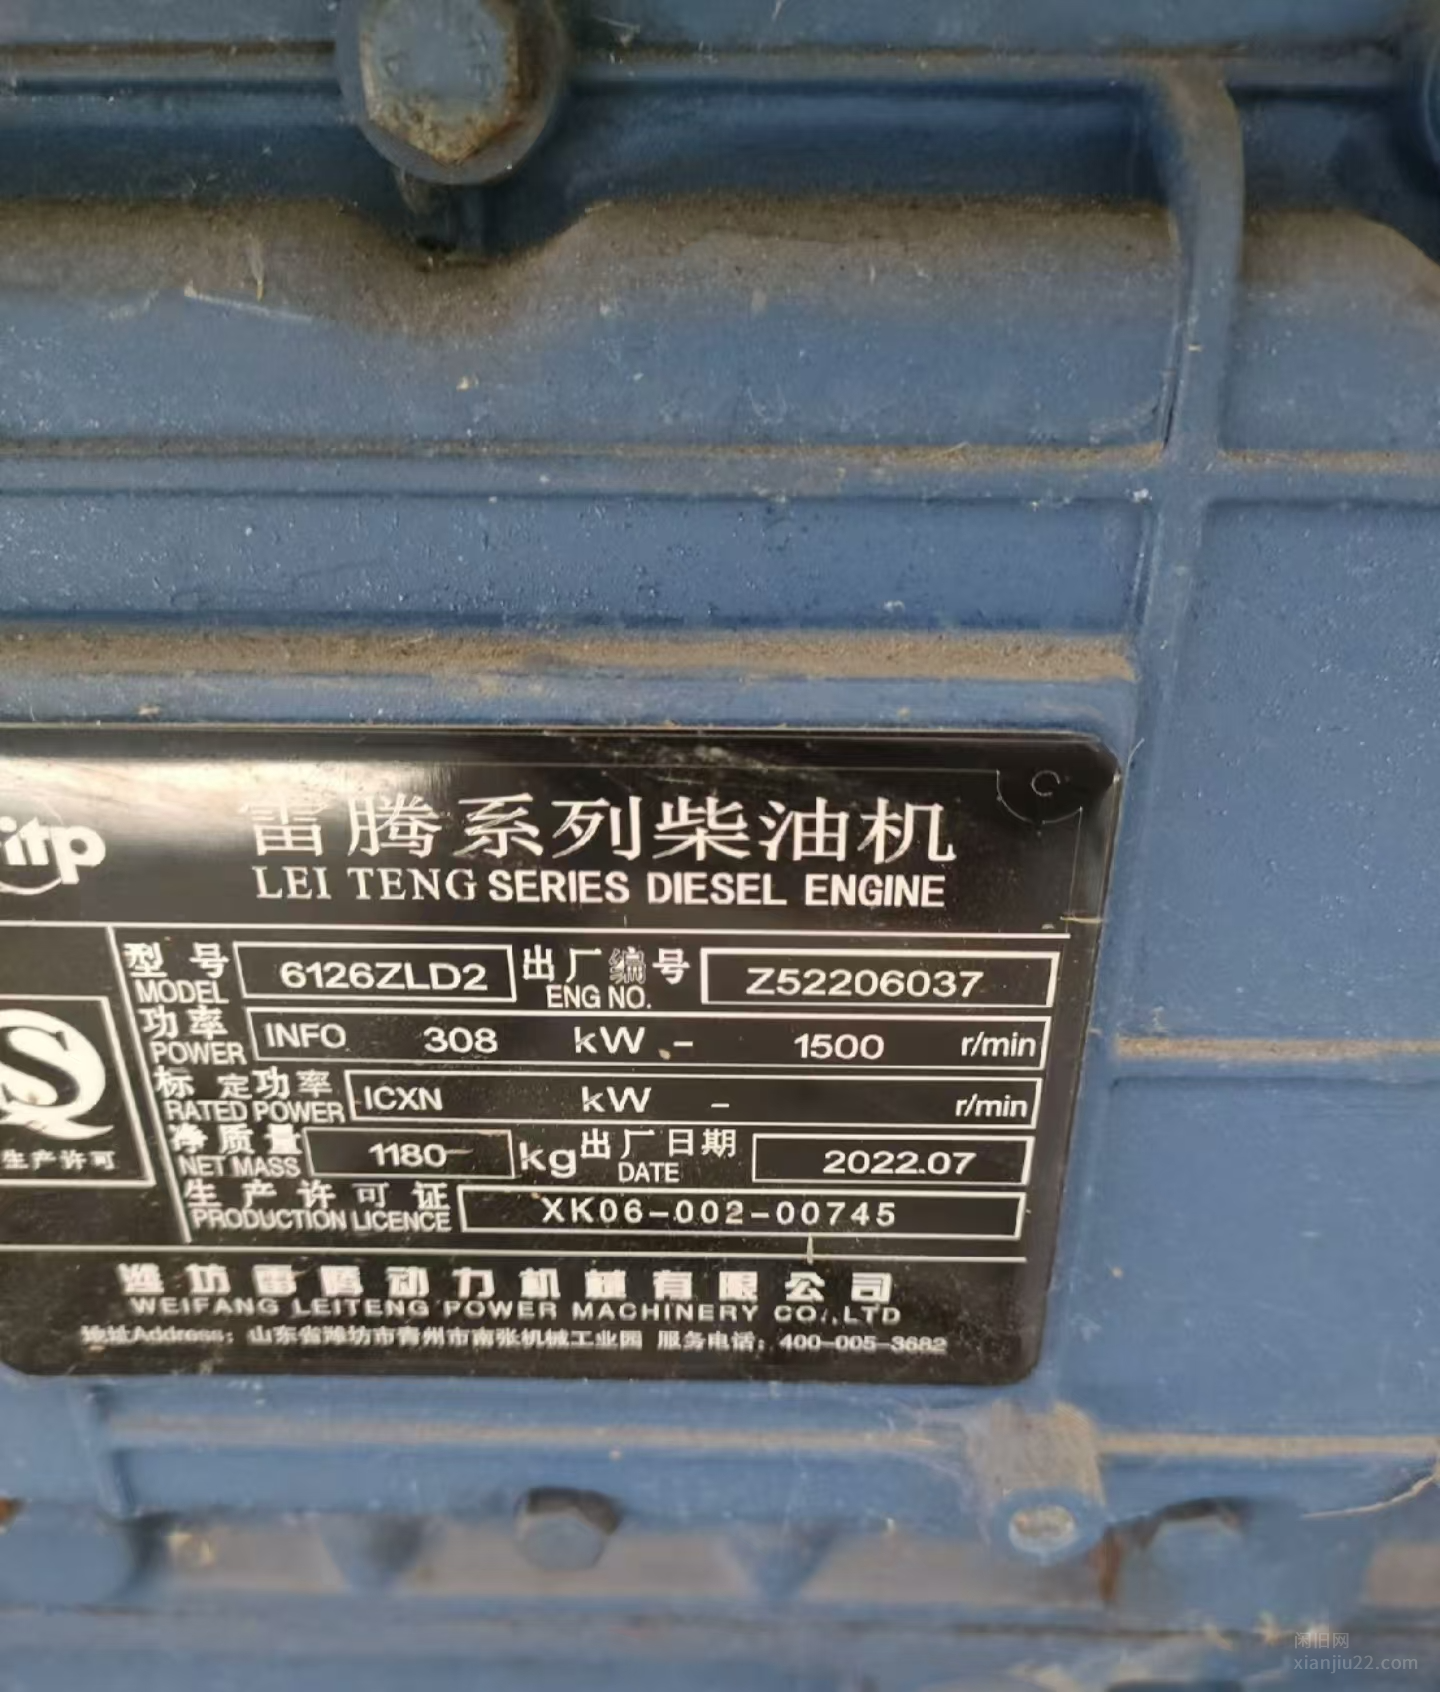 itp
雷腾系列柴油机
LEI TENG SERIES DIESEL ENGINE
型号 6126ZLD2 出厂编号 Z52206037
MODEL ENG NO.
功率 INFO 308 kW - 1500 r/min
POWER
标定功率 ICXN kW - r/min
RATED POWER
净质量 1180 kg 出厂日期 2022.07
NET MASS DATE
生产许可
生产许可证 XK06-002-00745
PRODUCTION LICENCE
潍坊雷腾动力机械有限公司
WEIFANG LEITENG POWER MACHINERY CO.,LTD
地址Address: 山东省潍坊市青州市南张机械工业园 服务电话: 400-005-3682
闲旧网
xianjiu22.com